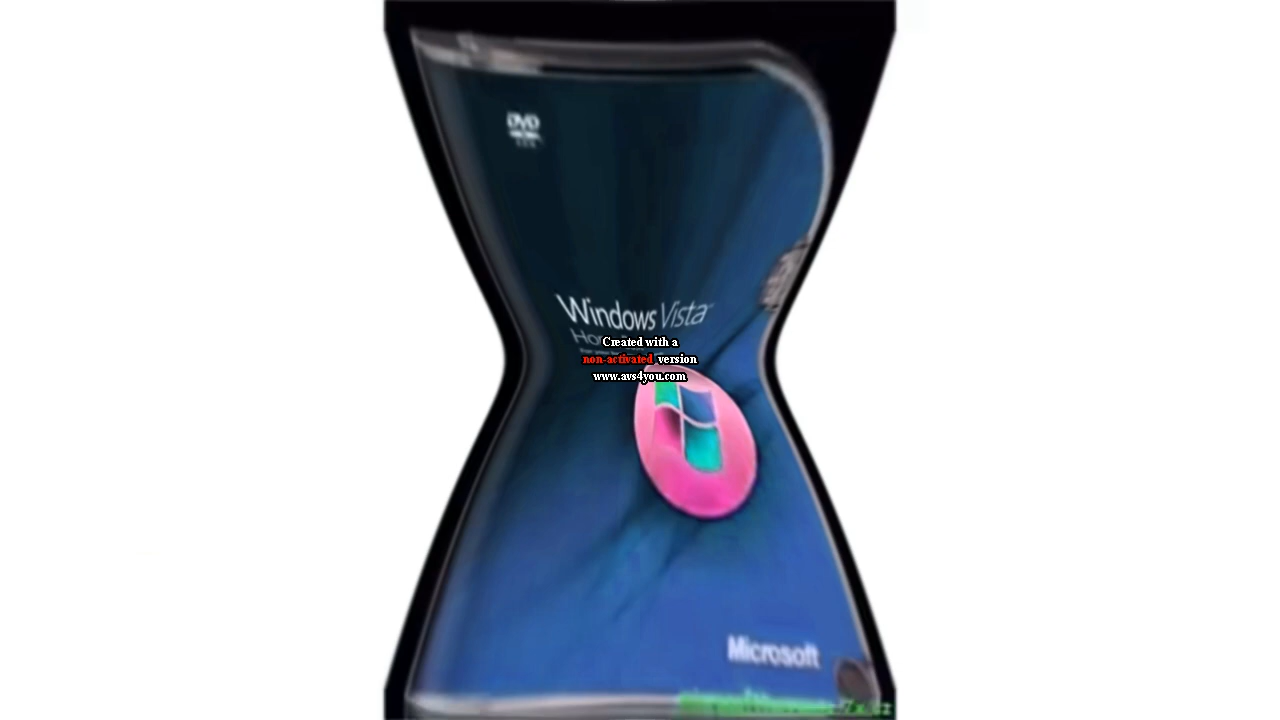 DVD
Windows Vista
Created with a
non-activated version
www.avs4you.com
Microsoft